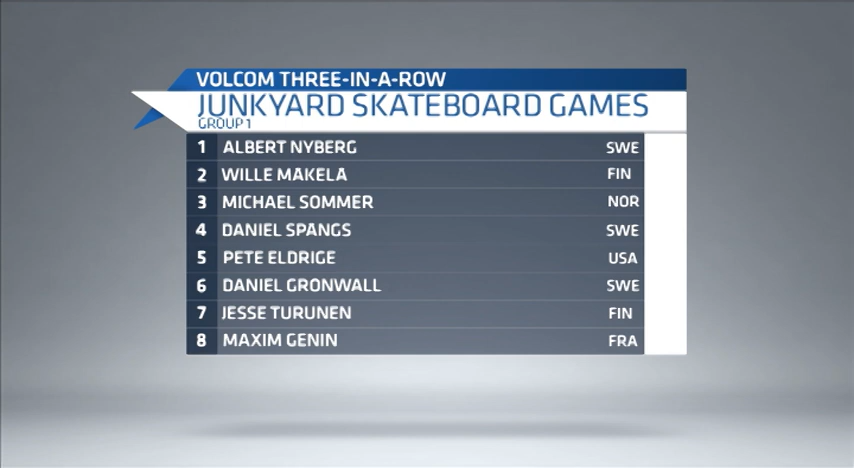 VOLCOM THREE-IN-A-ROW
JUNKYARD SKATEBOARD GAMES
GROUP 1
1 ALBERT NYBERG SWE
2 WILLE MAKELA FIN
3 MICHAEL SOMMER NOR
4 DANIEL SPANGS SWE
5 PETE ELDRIGE USA
6 DANIEL GRONWALL SWE
7 JESSE TURUNEN FIN
8 MAXIM GENIN FRA